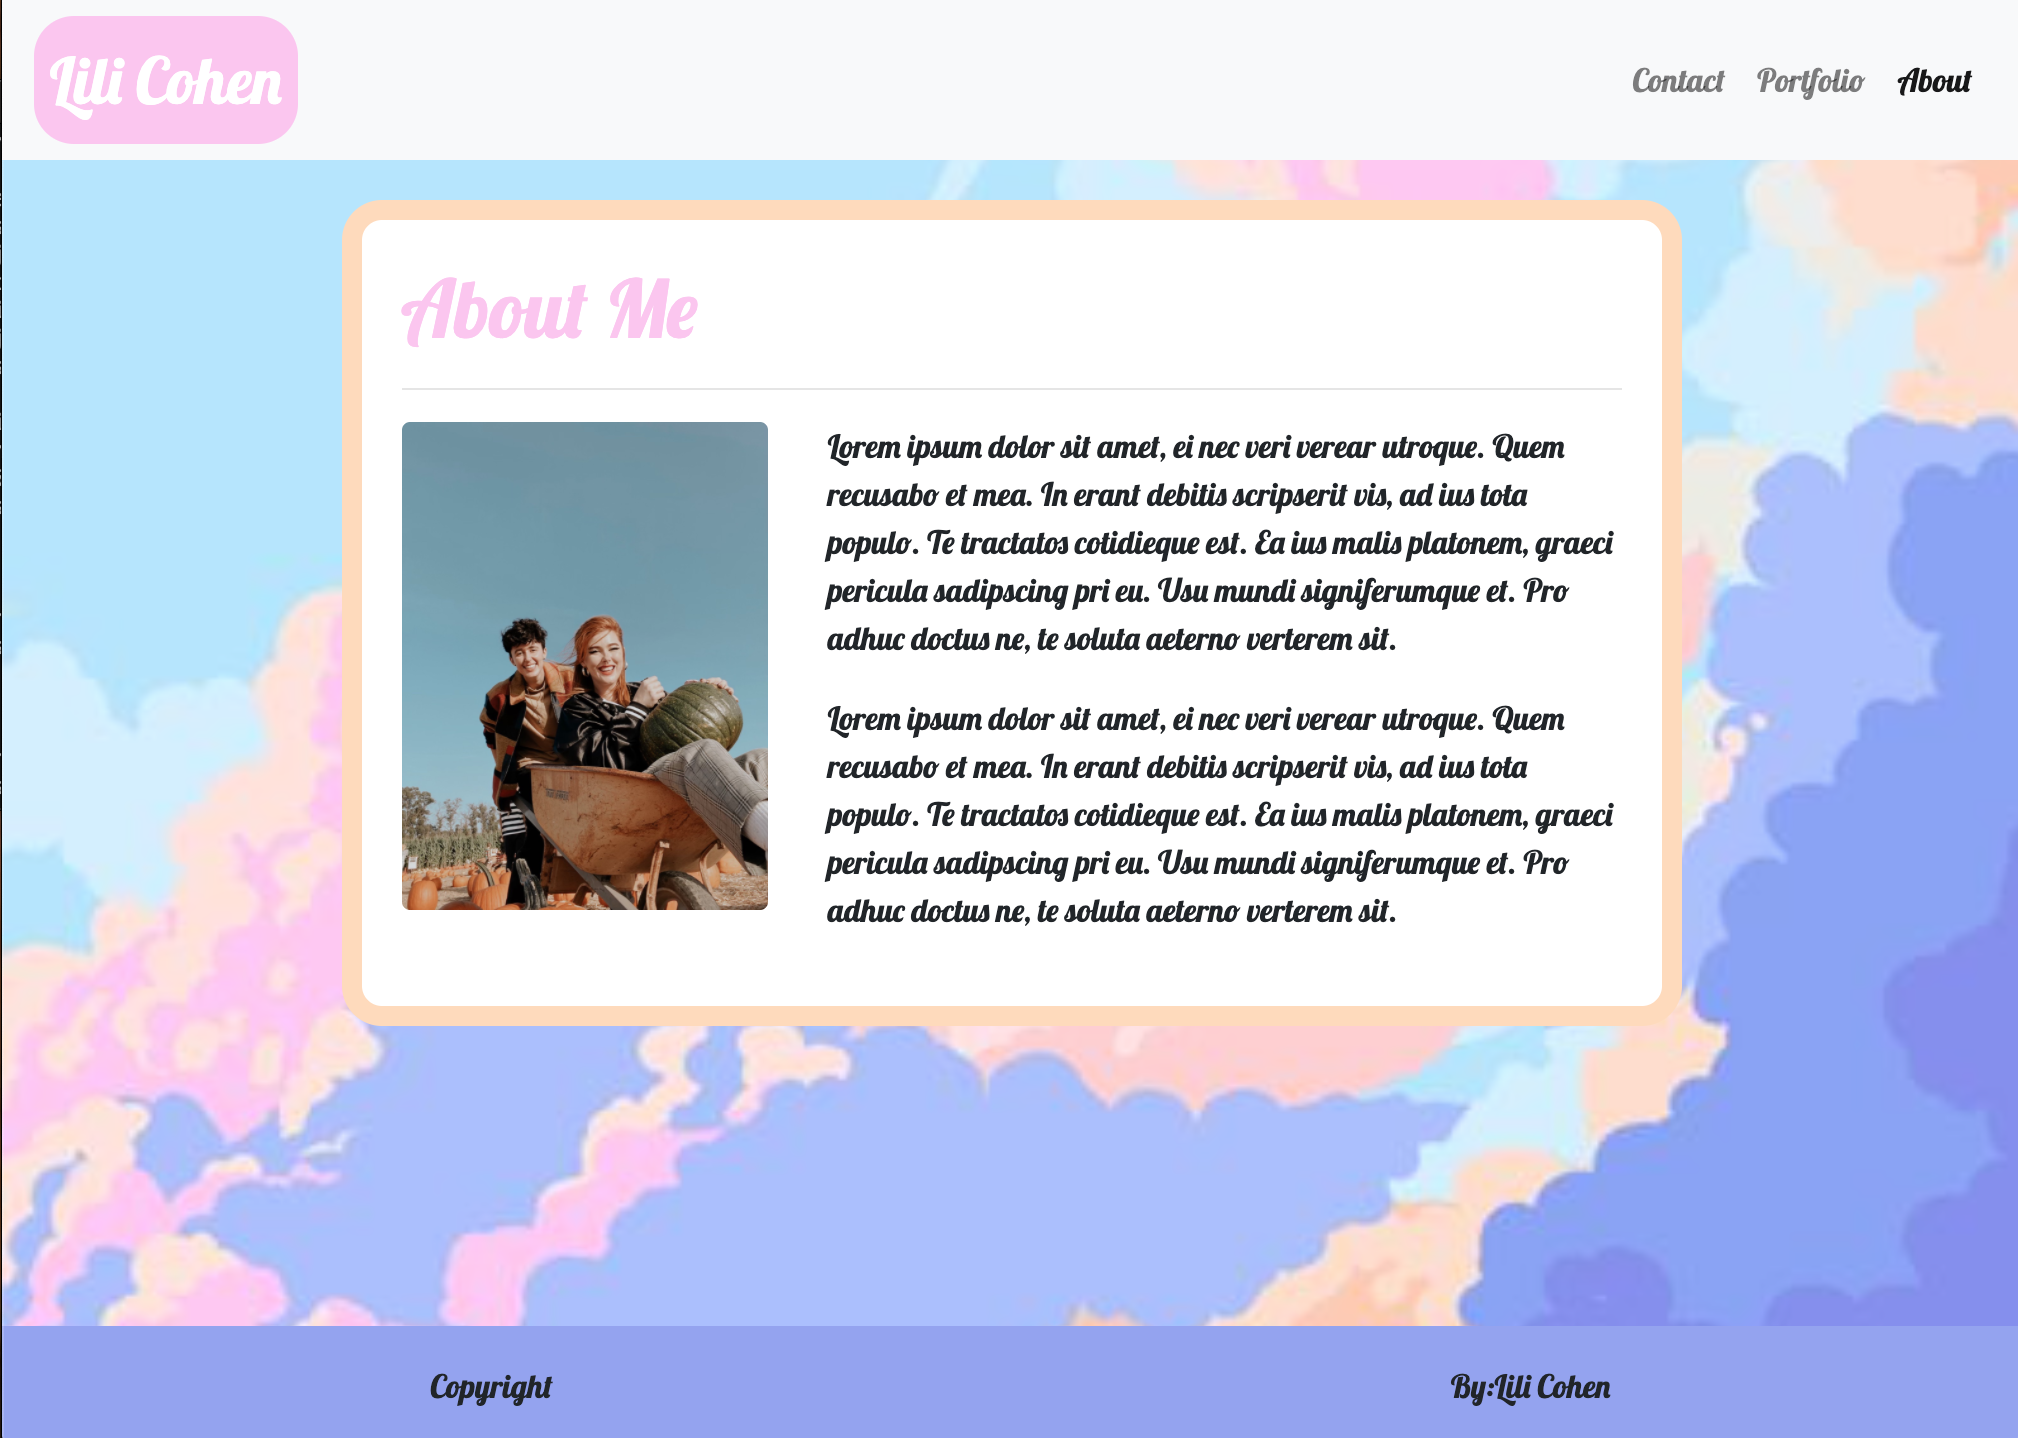 Lili Cohen
Contact Portfolio About
About Me
Lorem ipsum dolor sit amet, ei nec veri verear utroque. Quem
recusabo et mea. In erant debitis scripserit vis, ad ius tota
populo. Te tractatos cotidieque est. Ea ius malis platonem, graeci
pericula sadipscing pri eu. Usu mundi signiferumque et. Pro
adhuc doctus ne, te soluta aeterno verterem sit.
Lorem ipsum dolor sit amet, ei nec veri verear utroque. Quem
recusabo et mea. In erant debitis scripserit vis, ad ius tota
populo. Te tractatos cotidieque est. Ea ius malis platonem, graeci
pericula sadipscing pri eu. Usu mundi signiferumque et. Pro
adhuc doctus ne, te soluta aeterno verterem sit.
Copyright
By:Lili Cohen